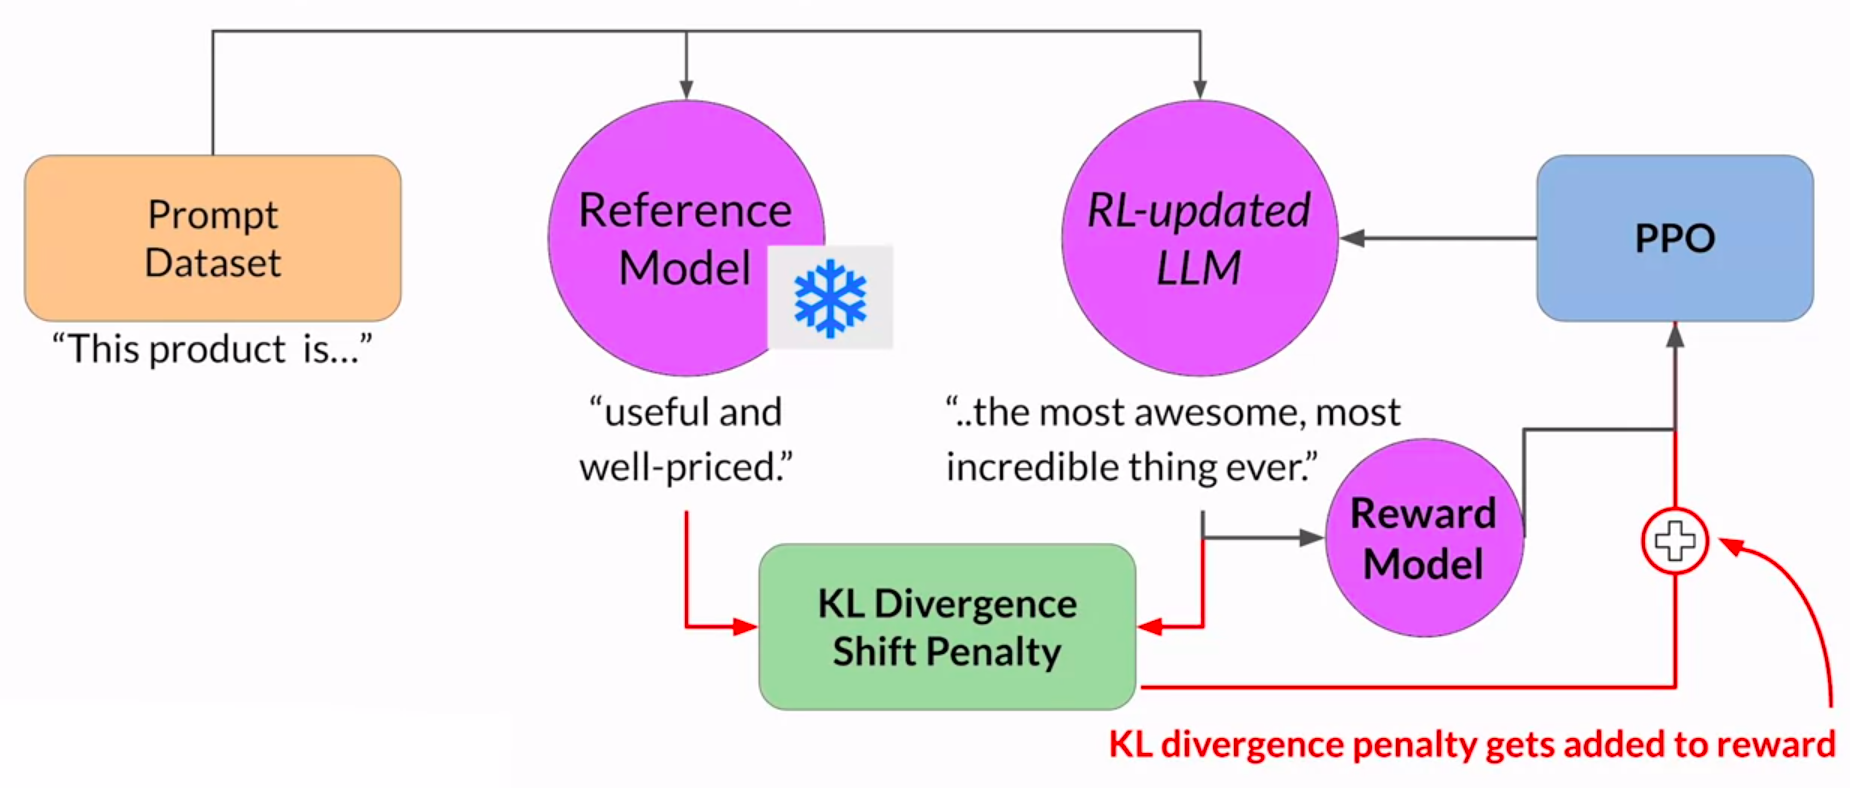 Prompt
Dataset
“This product is...”
Reference
Model
“useful and
well-priced.”
RL-updated
LLM
“..the most awesome, most
incredible thing ever.”
PPO
Reward
Model
KL Divergence
Shift Penalty
KL divergence penalty gets added to reward